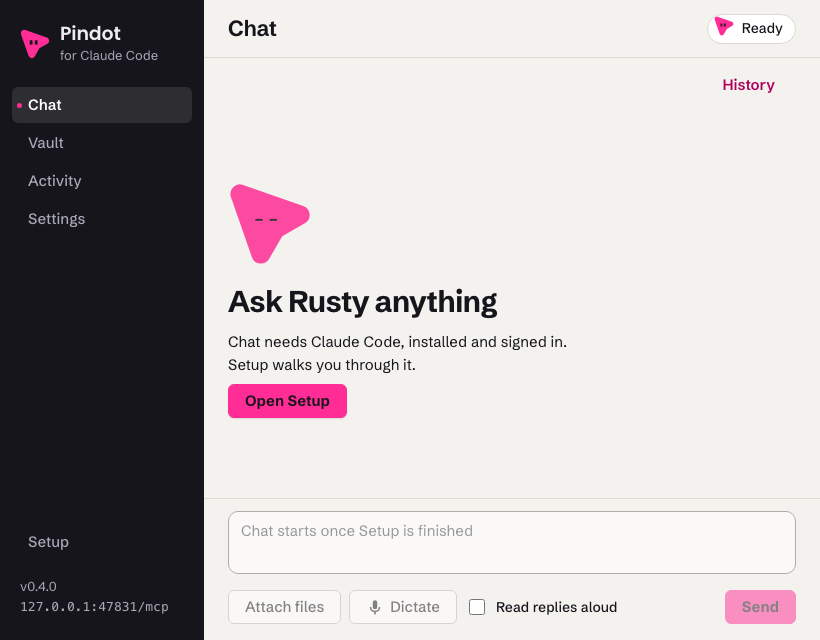 Pindot
for Claude Code
Chat
Vault
Activity
Settings
Setup
v0.4.0
127.0.0.1:47831/mcp
Chat
Ready
History
Ask Rusty anything
Chat needs Claude Code, installed and signed in.
Setup walks you through it.
Open Setup
Chat starts once Setup is finished
Attach files
Dictate
Read replies aloud
Send